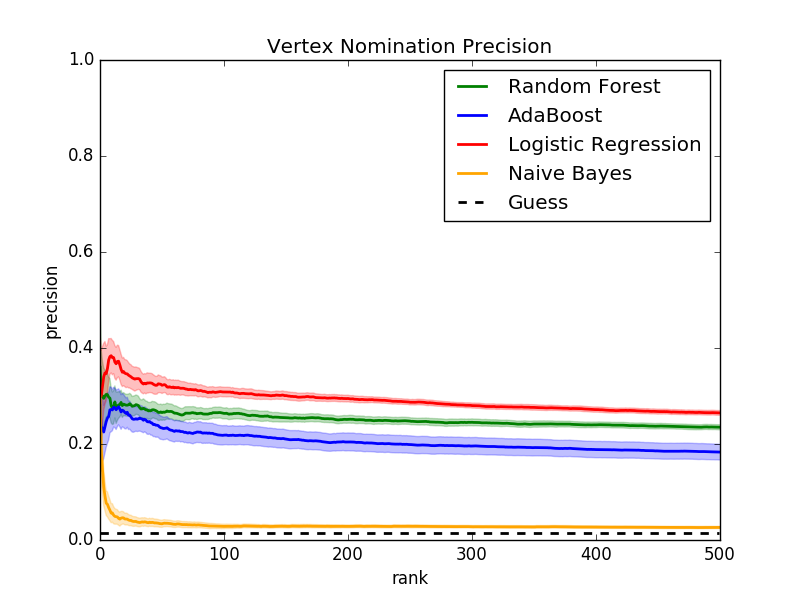 Vertex Nomination Precision
1.0
0.8
0.6
0.4
0.2
0.0
precision
Random Forest
AdaBoost
Logistic Regression
Naive Bayes
Guess
0 100 200 300 400 500
rank